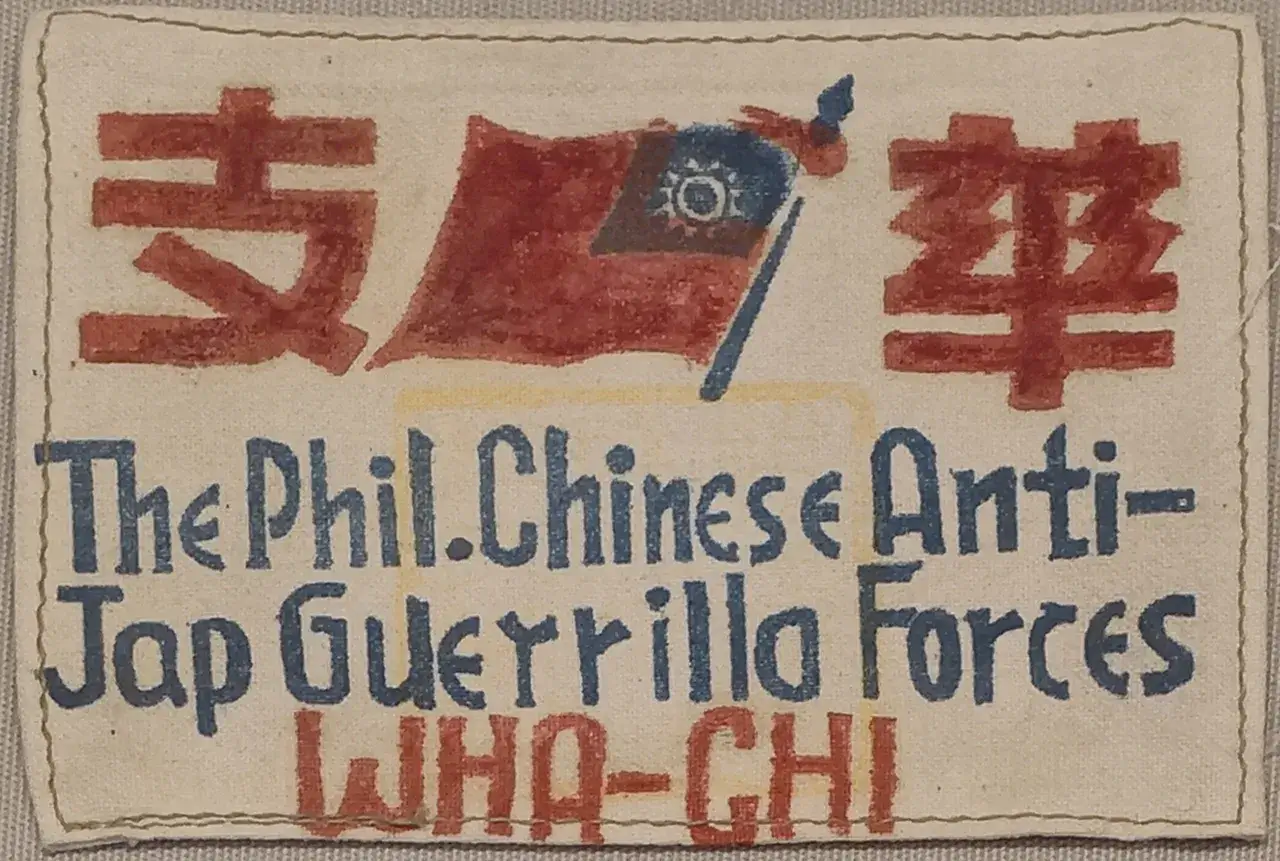 華支
The Phil. Chinese Anti-
Jap Guerrilla Forces
WHA-CHI